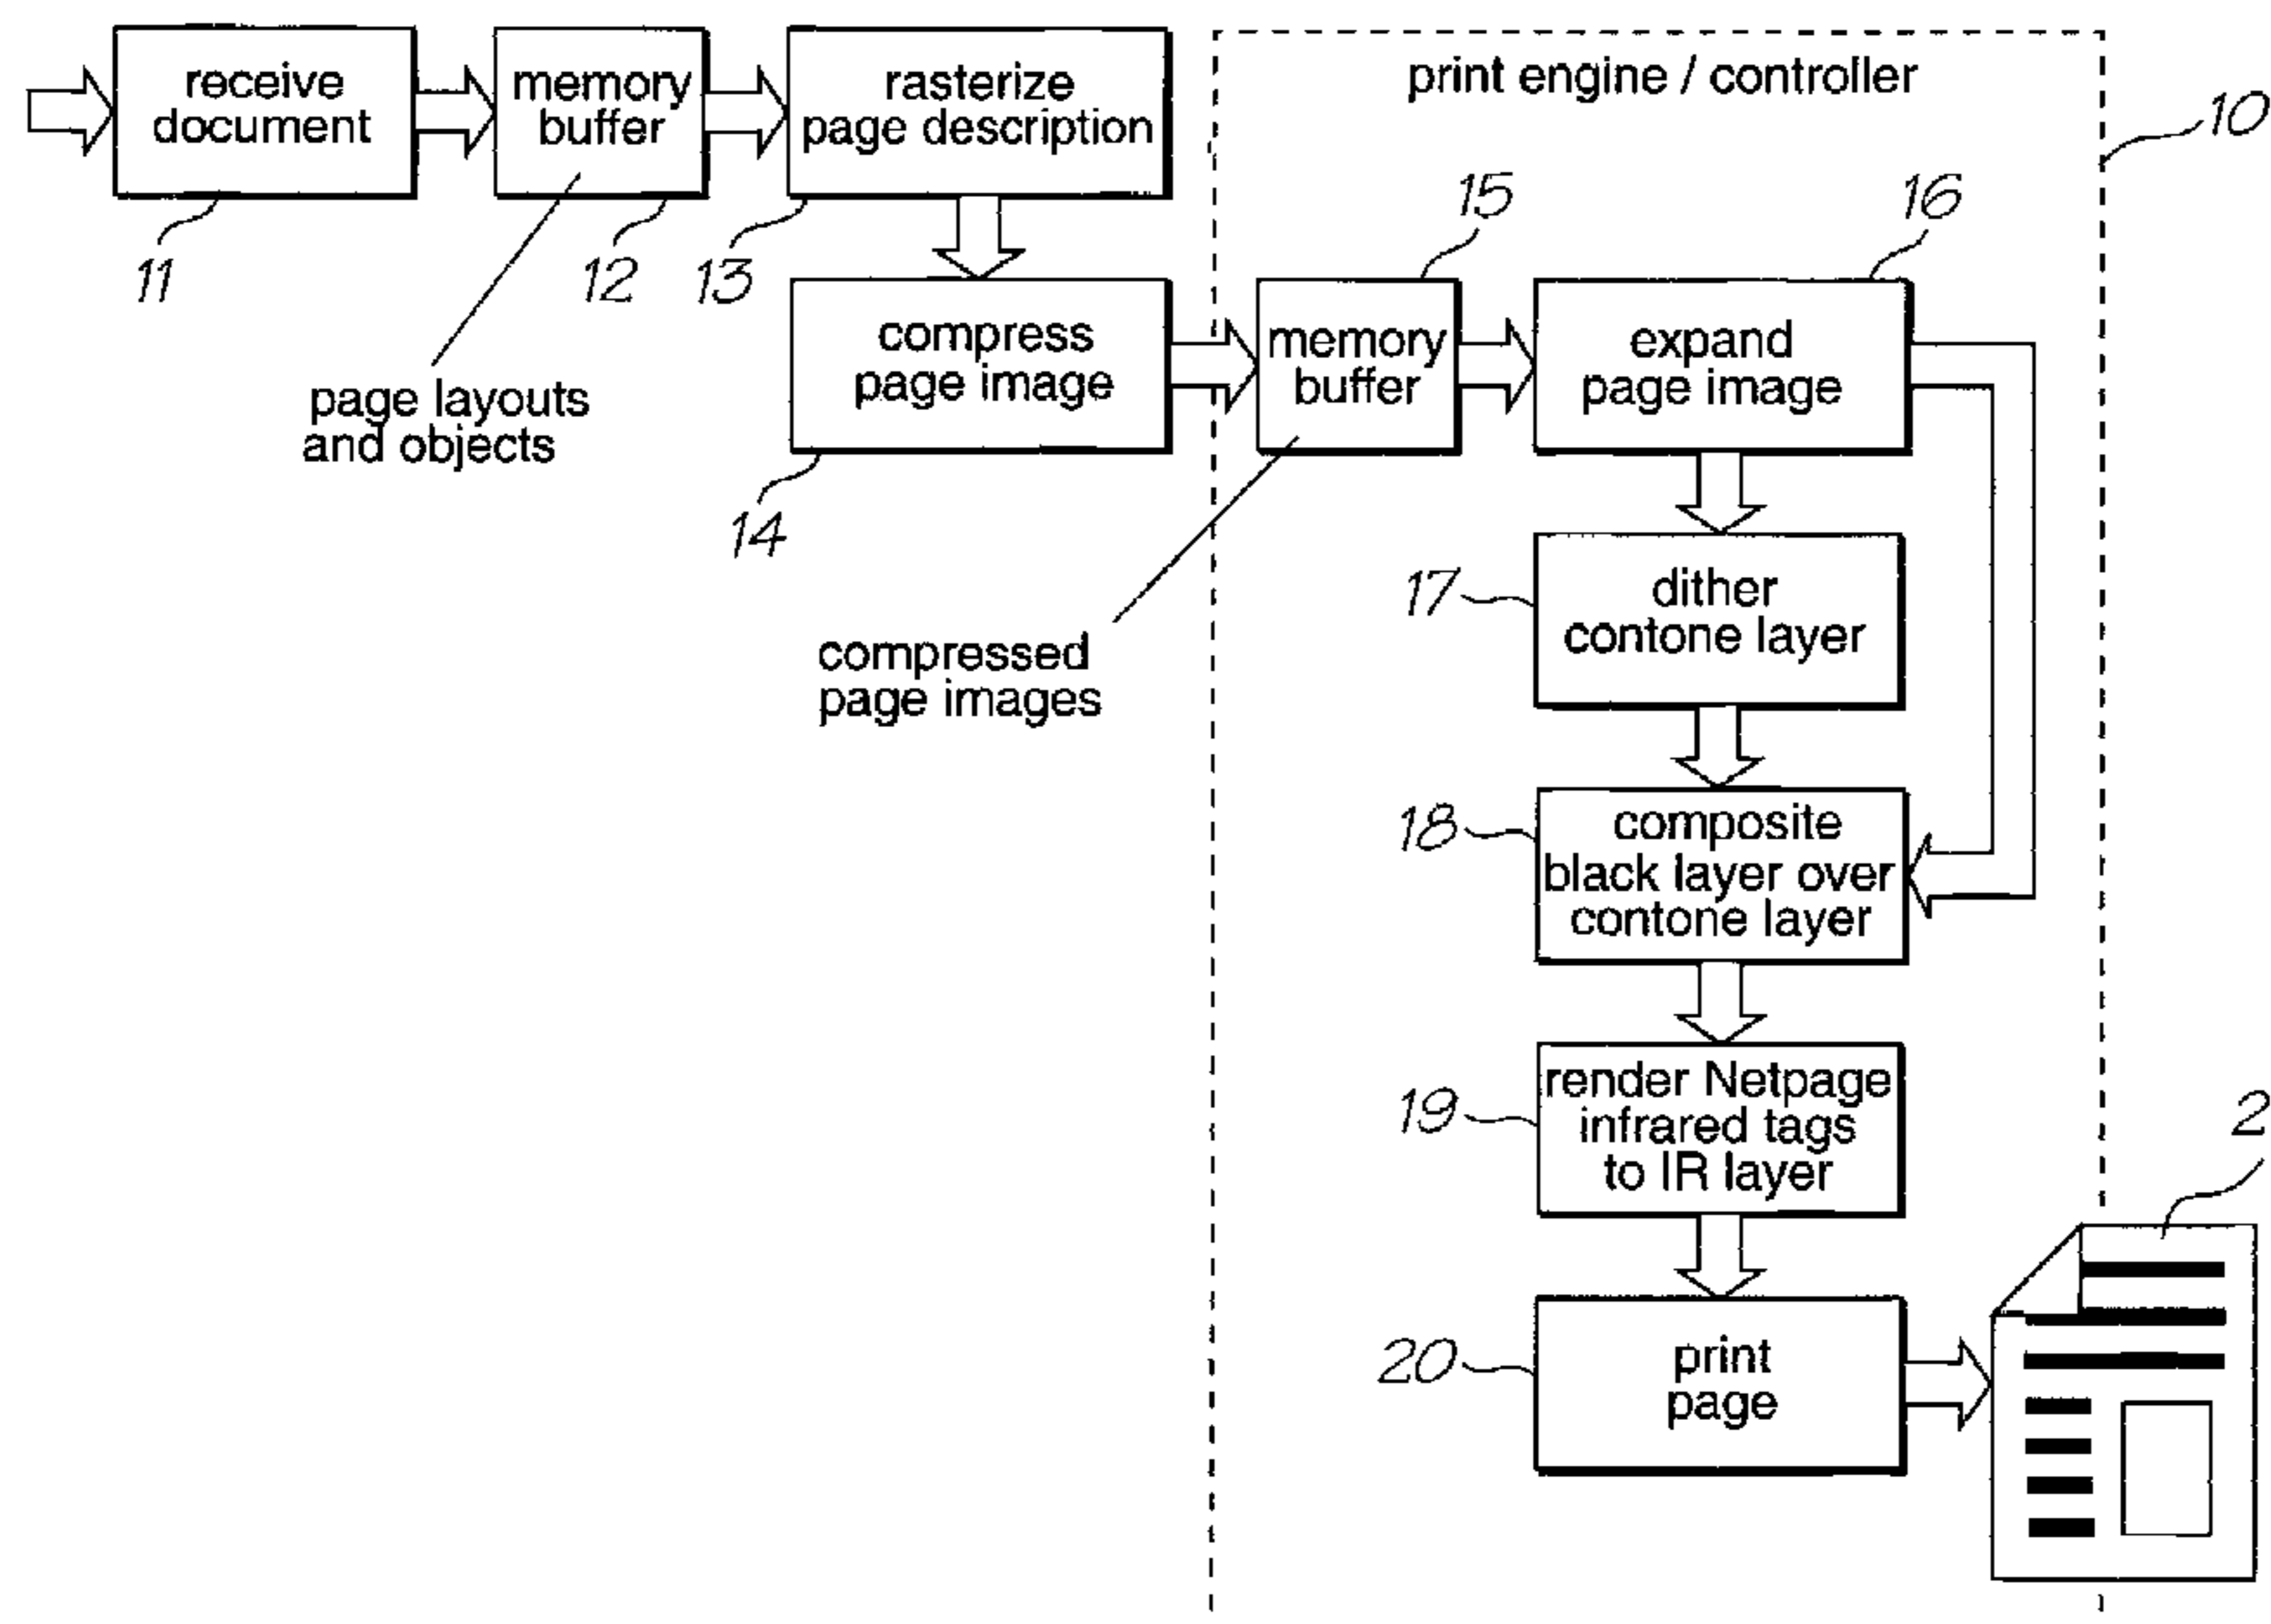 receive
document
11
memory
buffer
12
page layouts
and objects
rasterize
page description
13
compress
page image
14
print engine / controller
10
memory
buffer
15
compressed
page images
expand
page image
16
dither
contone layer
17
composite
black layer over
contone layer
18
render Netpage
infrared tags
to IR layer
19
print
page
20
2